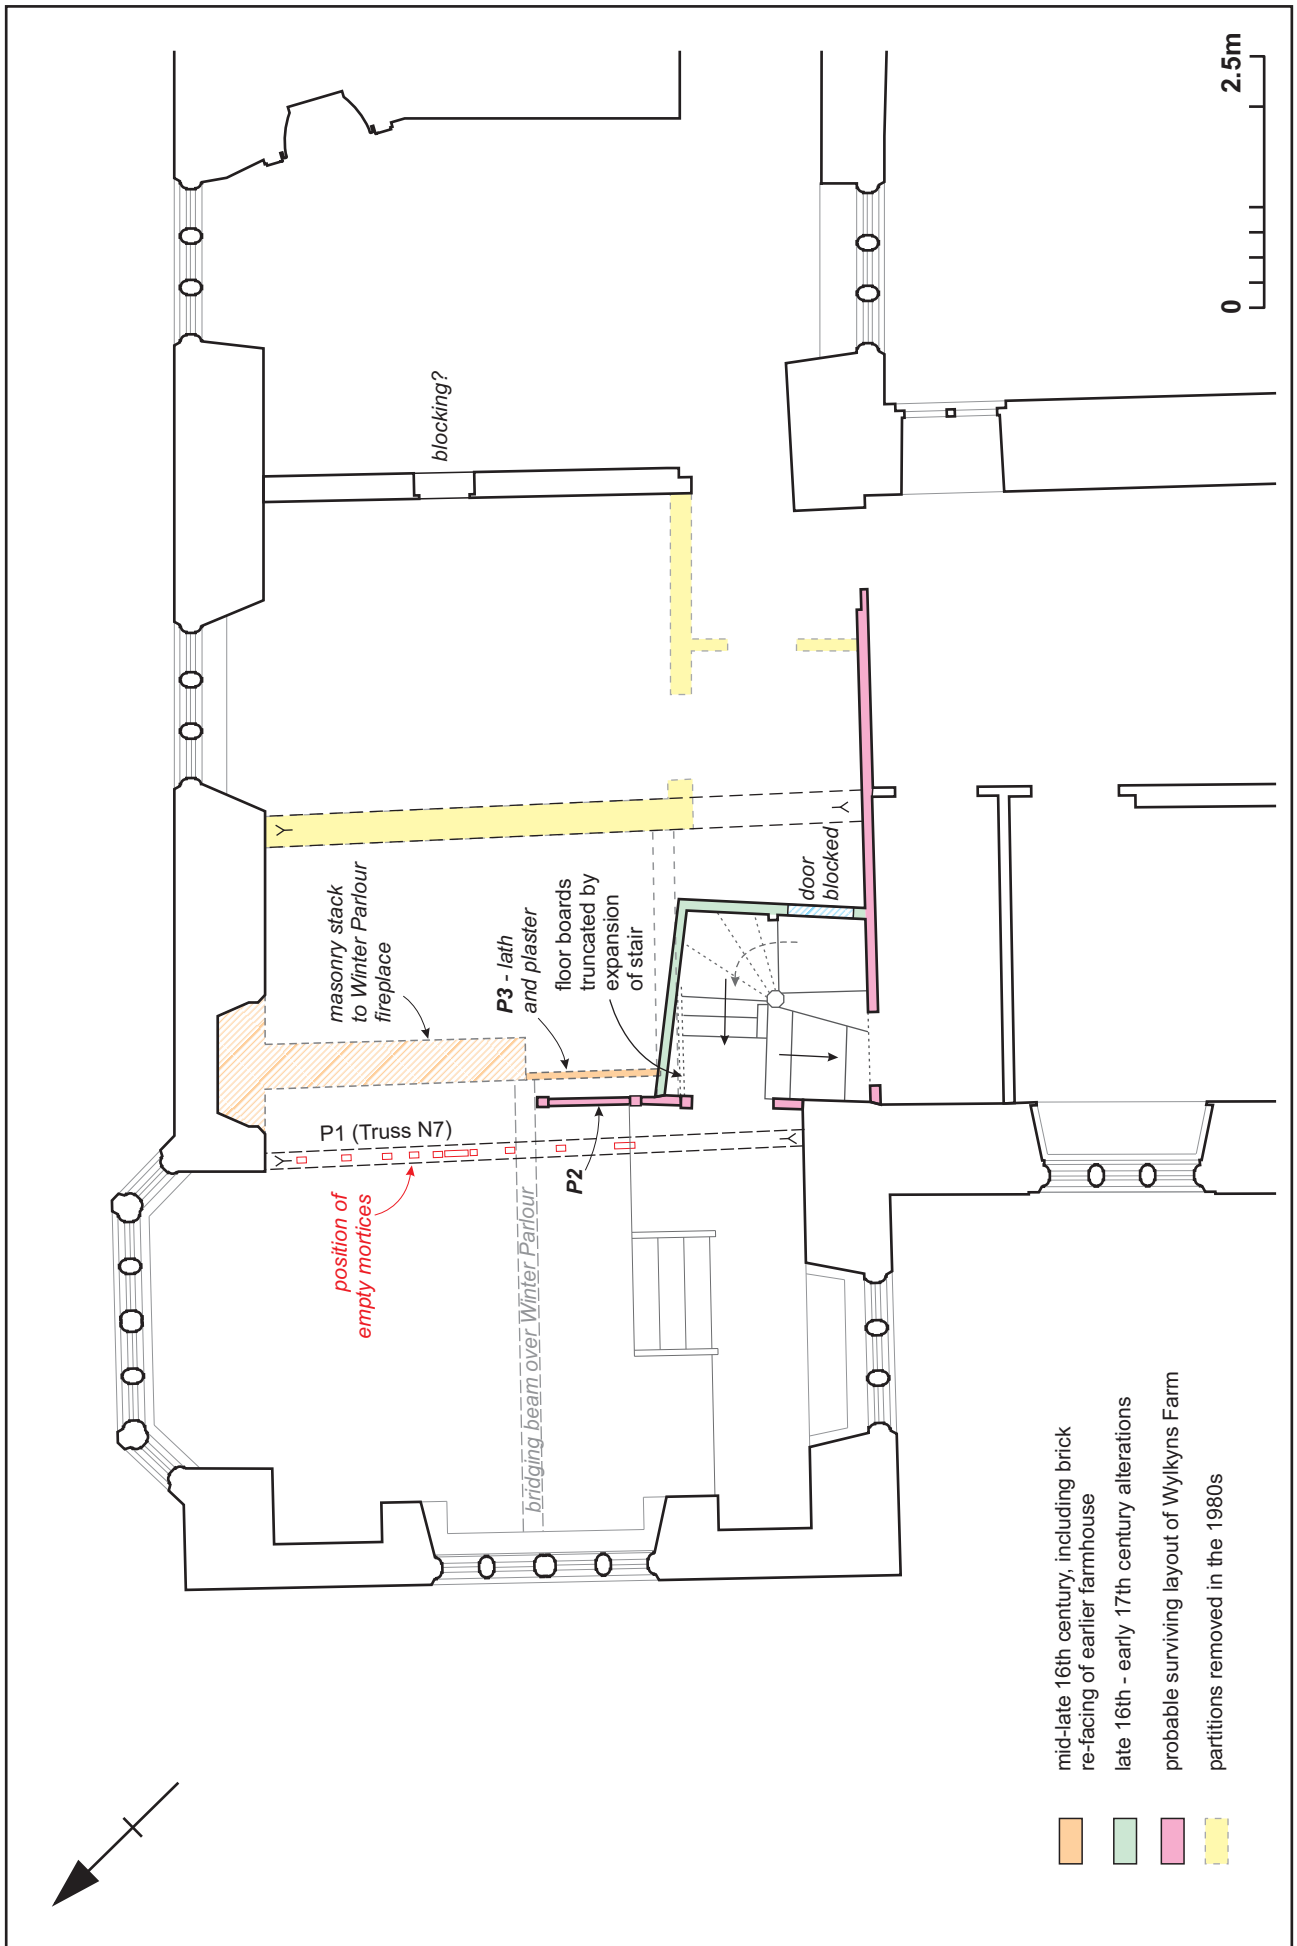 2.5m
0
blocking?
masonry stack
to Winter Parlour
fireplace
P3 - lath
and plaster
floor boards
truncated by
expansion
of stair
door
blocked
P1 (Truss N7)
P2
position of
empty mortices
bridging beam over Winter Parlour
mid-late 16th century, including brick
re-facing of earlier farmhouse
late 16th - early 17th century alterations
probable surviving layout of Wylkyns Farm
partitions removed in the 1980s